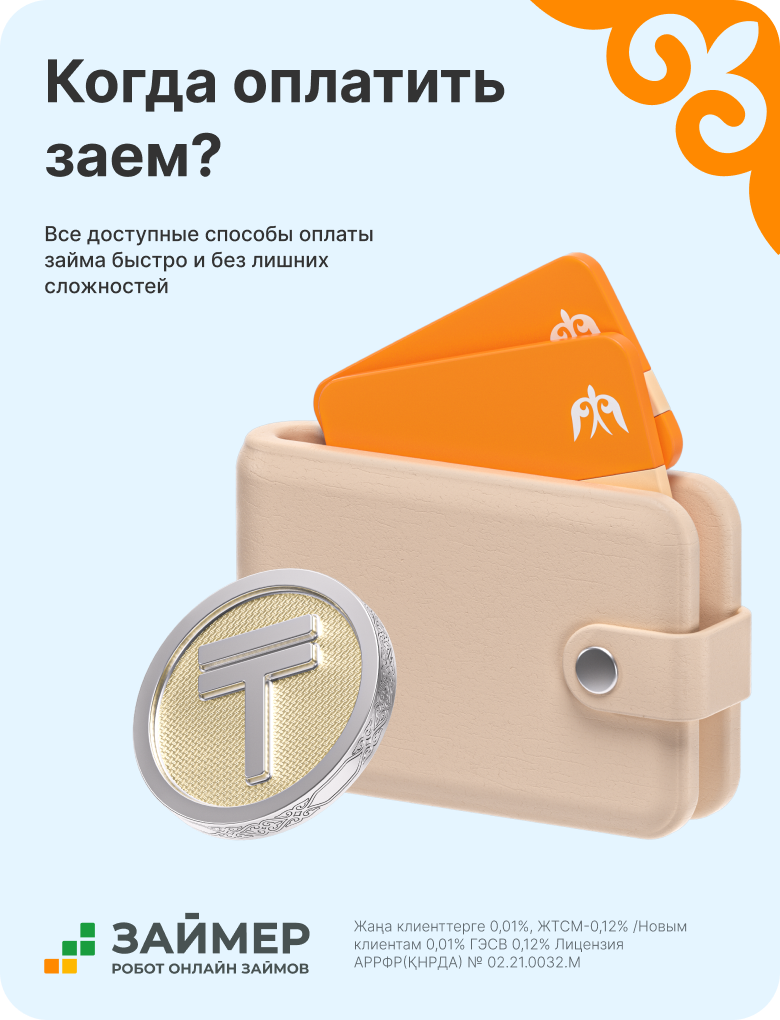 Когда оплатить
заем?
Все доступные способы оплаты
займа быстро и без лишних
сложностей
ЗАЙМЕР
РОБОТ ОНЛАЙН ЗАЙМОВ
Жаңа клиенттерге 0,01%, ЖТСМ-0,12% /Новым
клиентам 0,01% ГЭСВ 0,12% Лицензия
АРРФР(ҚНРДА) № 02.21.0032.М